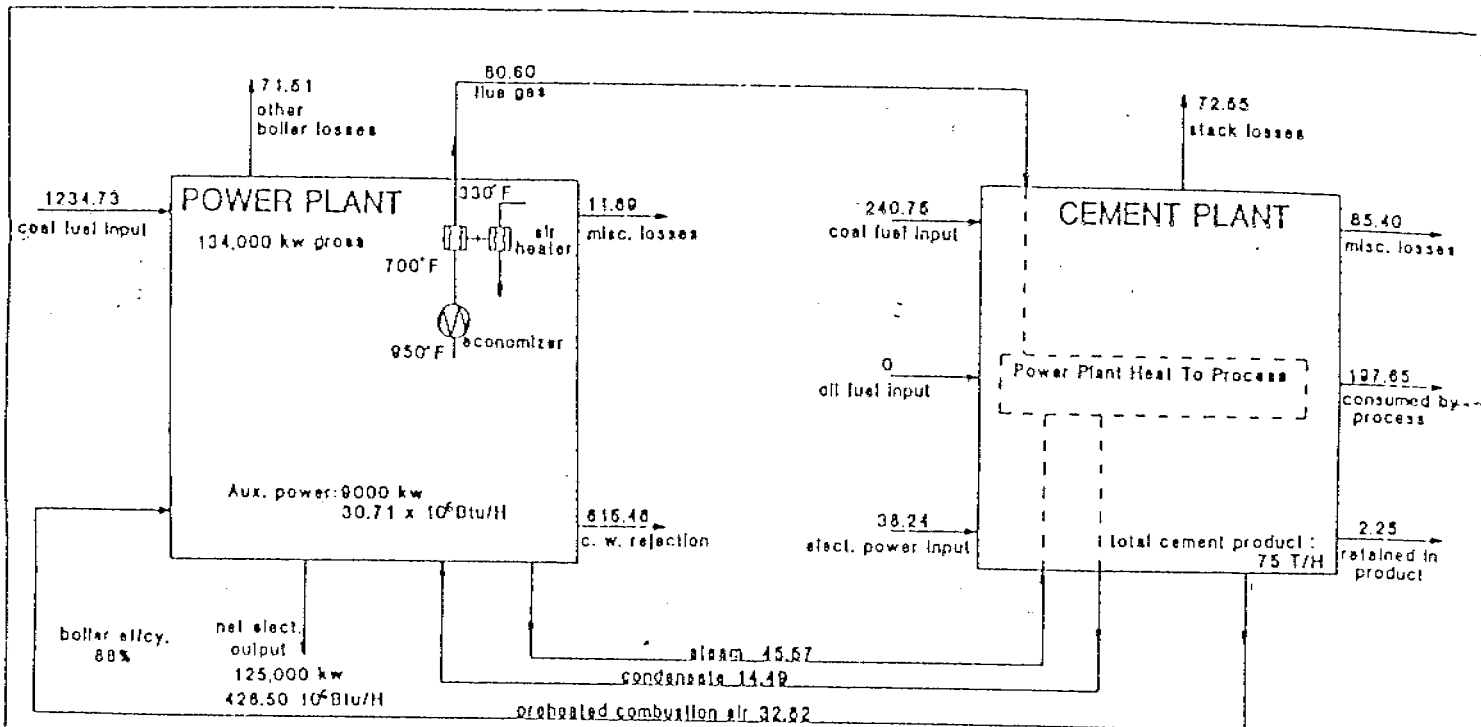 71.51
other
boiler losses
80.60
flue gas
72.65
stack losses
1234.73
coal fuel input
POWER PLANT
134,000 kw gross
330°F
air
heater
700°F
950°F
economizer
11.89
misc. losses
240.75
coal fuel input
CEMENT PLANT
85.40
misc. losses
0
oil fuel input
Power Plant Heat To Process
197.65
consumed by
process
Aux. power: 9000 kw
30.71 x 10⁶ Btu/H
615.46
c. w. rejection
38.24
elect. power input
total cement product :
75 T/H
2.25
retained in
product
boiler eficy.
88%
net elect.
output
125,000 kw
426.50 10⁶ Btu/H
steam 45.67
condensate 14.49
preheated combustion air 32.82